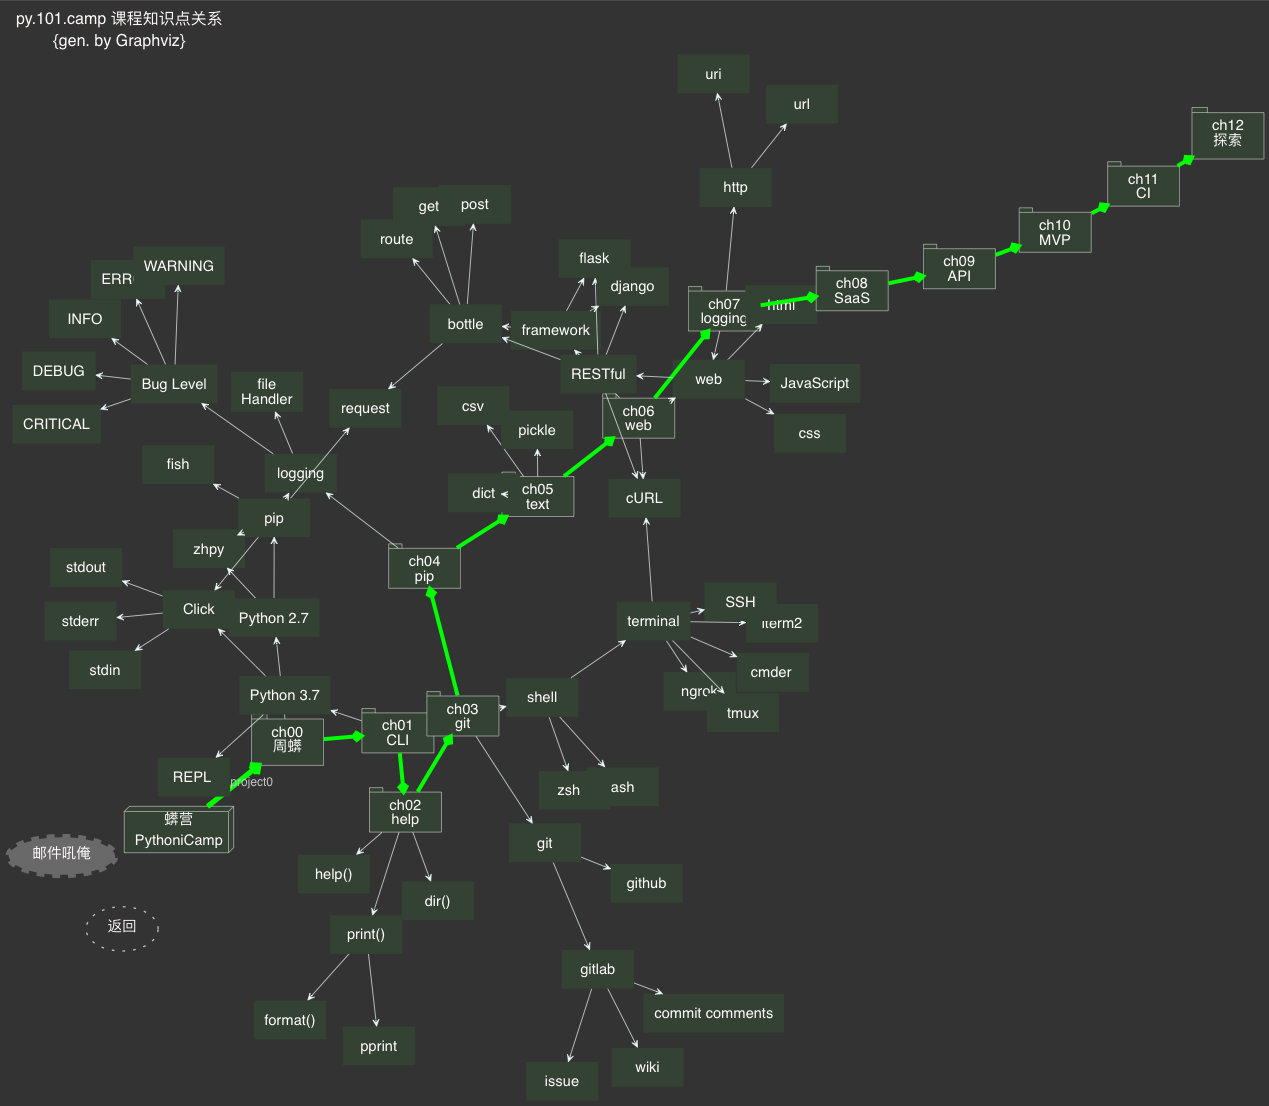 py.101.camp 课程知识点关系
{gen. by Graphviz}
uri
url
ch12
探索
http
ch11
CI
get
post
route
ch10
MVP
WARNING
flask
ch09
API
django
ch08
SaaS
INFO
bottle
framework
ch07
logging
html
DEBUG
Bug Level
RESTful
web
JavaScript
file
Handler
request
csv
ch06
web
CRITICAL
pickle
css
fish
logging
dict
ch05
text
cURL
pip
zhpy
ch04
pip
stdout
Click
Python 2.7
SSH
stderr
terminal
iterm2
stdin
cmder
Python 3.7
shell
ngrok
ch03
git
tmux
ch00
周蟒
ch01
CLI
REPL
project0
zsh
ash
ch02
help
蟒营
PythoniCamp
git
邮件吼俺
help()
github
dir()
返回
print()
gitlab
format()
commit comments
pprint
wiki
issue